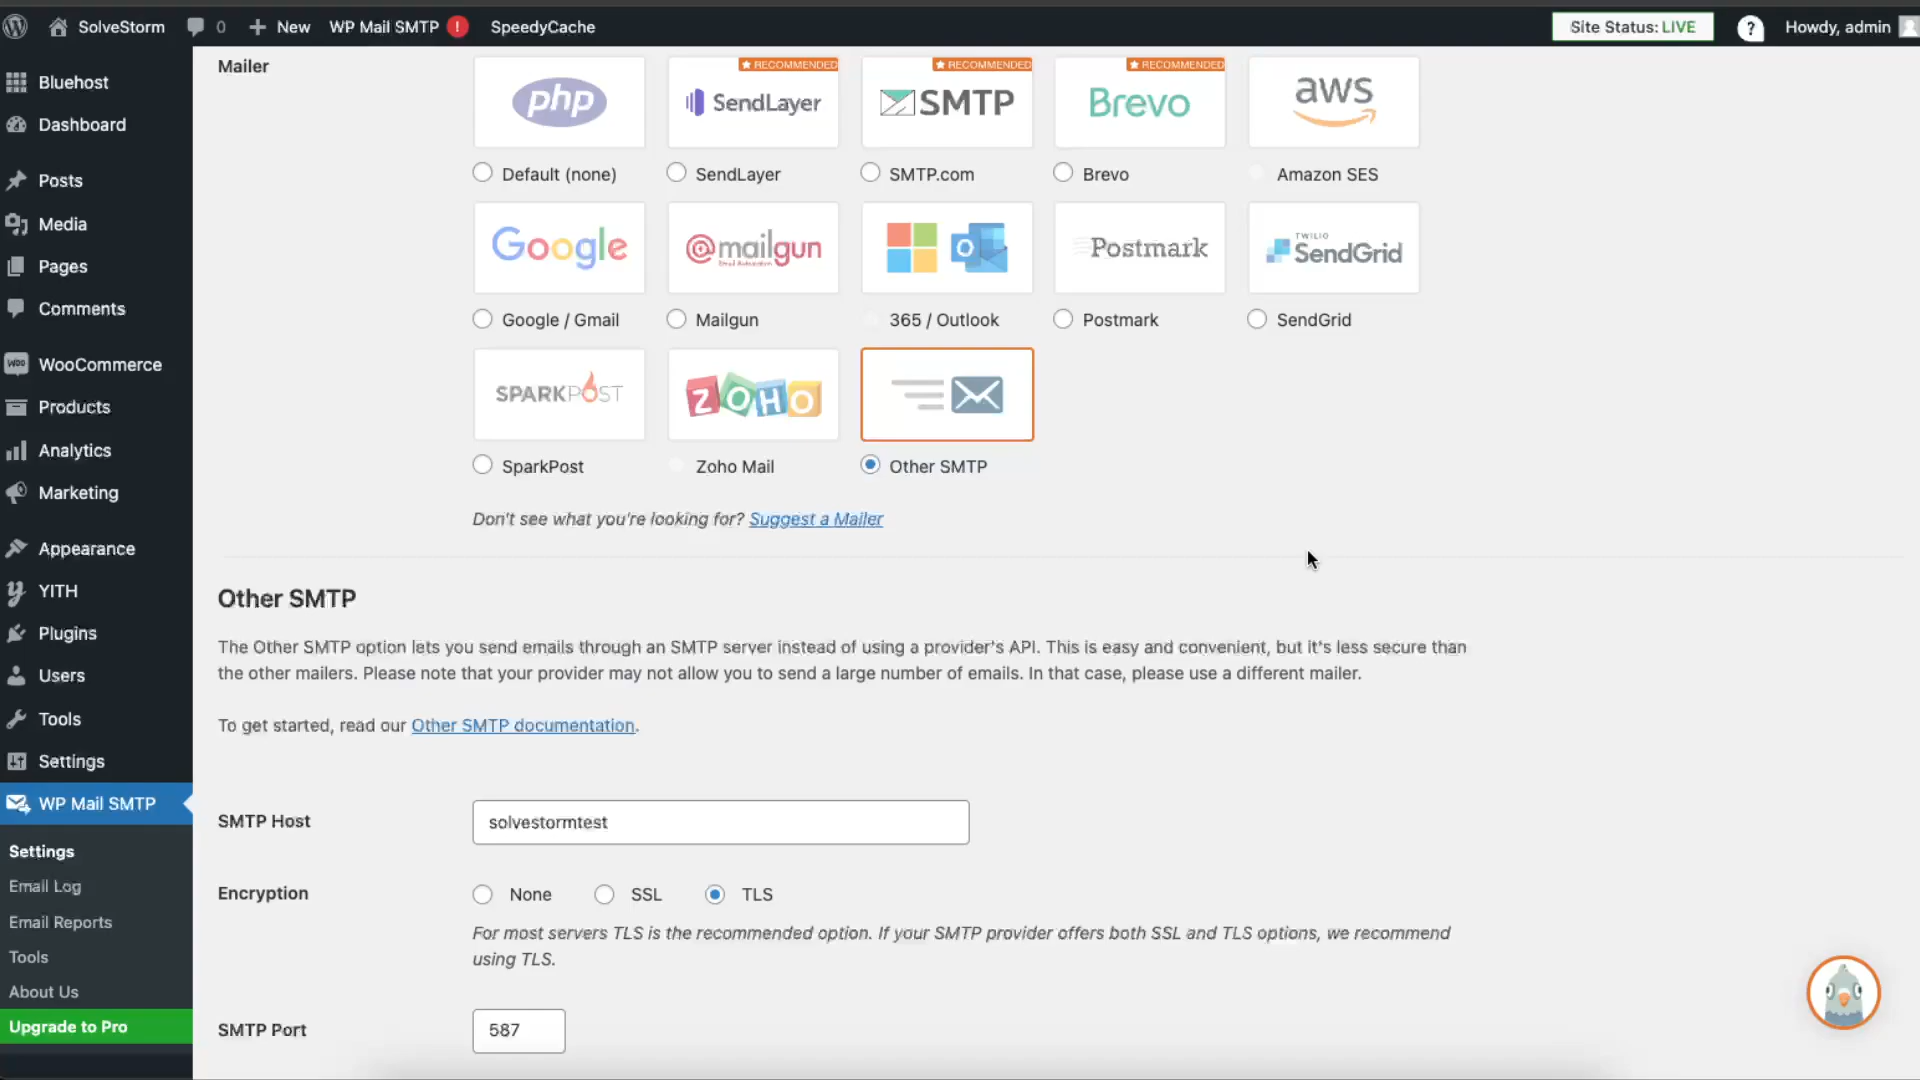 SolveStorm 0 New WP Mail SMTP ! SpeedyCache Site Status: LIVE ? Howdy, admin
Bluehost
Dashboard
Posts
Media
Pages
Comments
WooCommerce
Products
Analytics
Marketing
Appearance
YITH
Plugins
Users
Tools
Settings
WP Mail SMTP
Settings
Email Log
Email Reports
Tools
About Us
Upgrade to Pro
Mailer
php
RECOMMENDED
SendLayer
RECOMMENDED
SMTP
RECOMMENDED
Brevo
aws
Default (none)
SendLayer
SMTP.com
Brevo
Amazon SES
Google
@mailgun
Postmark
TWILIO
SendGrid
Google / Gmail
Mailgun
365 / Outlook
Postmark
SendGrid
SPARKPOST
ZOHO
SparkPost
Zoho Mail
Other SMTP
Don't see what you're looking for? Suggest a Mailer
Other SMTP
The Other SMTP option lets you send emails through an SMTP server instead of using a provider's API. This is easy and convenient, but it's less secure than
the other mailers. Please note that your provider may not allow you to send a large number of emails. In that case, please use a different mailer.
To get started, read our Other SMTP documentation.
SMTP Host
solvestormtest
Encryption
None SSL TLS
For most servers TLS is the recommended option. If your SMTP provider offers both SSL and TLS options, we recommend
using TLS.
SMTP Port
587